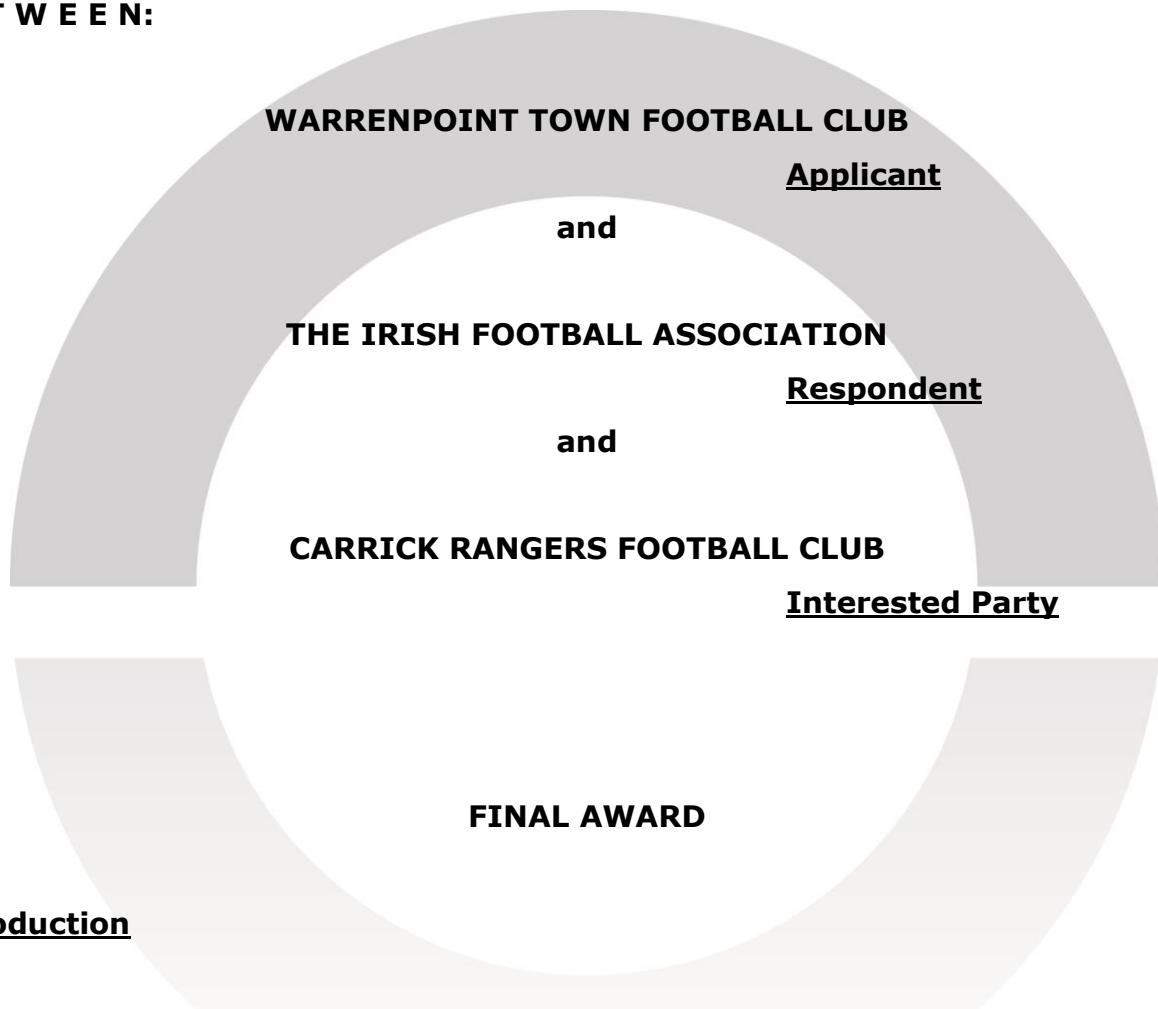 T W E E N:
WARRENPOINT TOWN FOOTBALL CLUB
Applicant
and
THE IRISH FOOTBALL ASSOCIATION
Respondent
and
CARRICK RANGERS FOOTBALL CLUB
Interested Party
FINAL AWARD
oduction